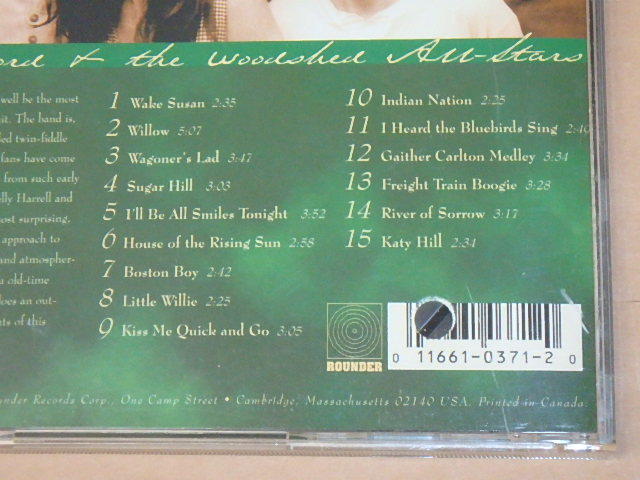 ord & the Woodshed All-Stars
well be the most
it. The band is,
led twin-fiddle
fans have come
from such early
lly Harrell and
ost surprising,
approach to
and atmospher-
a old-time
does an out-
nts of this
1 Wake Susan 2:35
2 Willow 5:07
3 Wagoner's Lad 3:47
4 Sugar Hill 3:03
5 I'll Be All Smiles Tonight 3:52
6 House of the Rising Sun 2:58
7 Boston Boy 2:42
8 Little Willie 2:25
9 Kiss Me Quick and Go 3:05
10 Indian Nation 2:25
11 I Heard the Bluebirds Sing 2:40
12 Gaither Carlton Medley 3:34
13 Freight Train Boogie 3:28
14 River of Sorrow 3:17
15 Katy Hill 2:34
ROUNDER
0 11661-0371-2 0
under Records Corp., One Camp Street • Cambridge, Massachusetts 02140 USA. Printed in Canada.